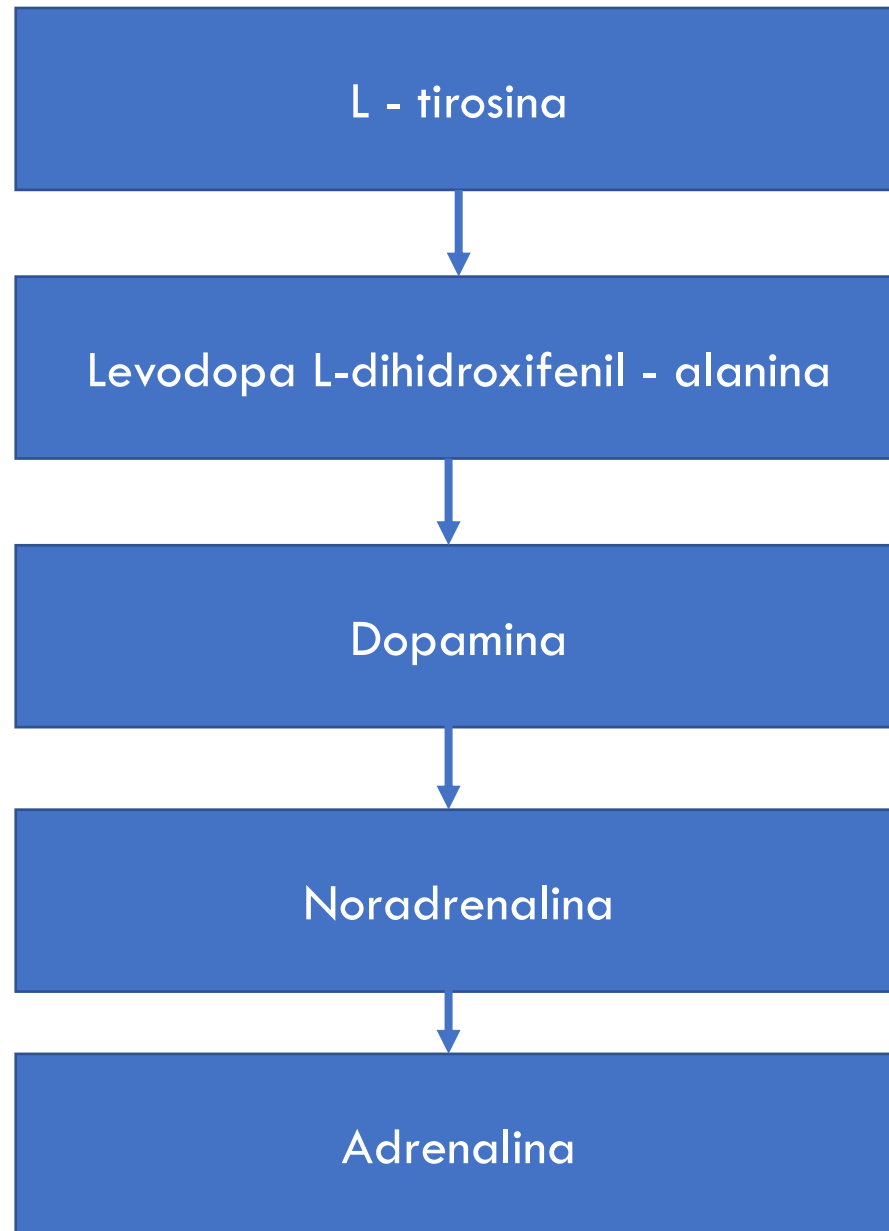 L - tirosina
Levodopa L-dihidroxifenil - alanina
Dopamina
Noradrenalina
Adrenalina